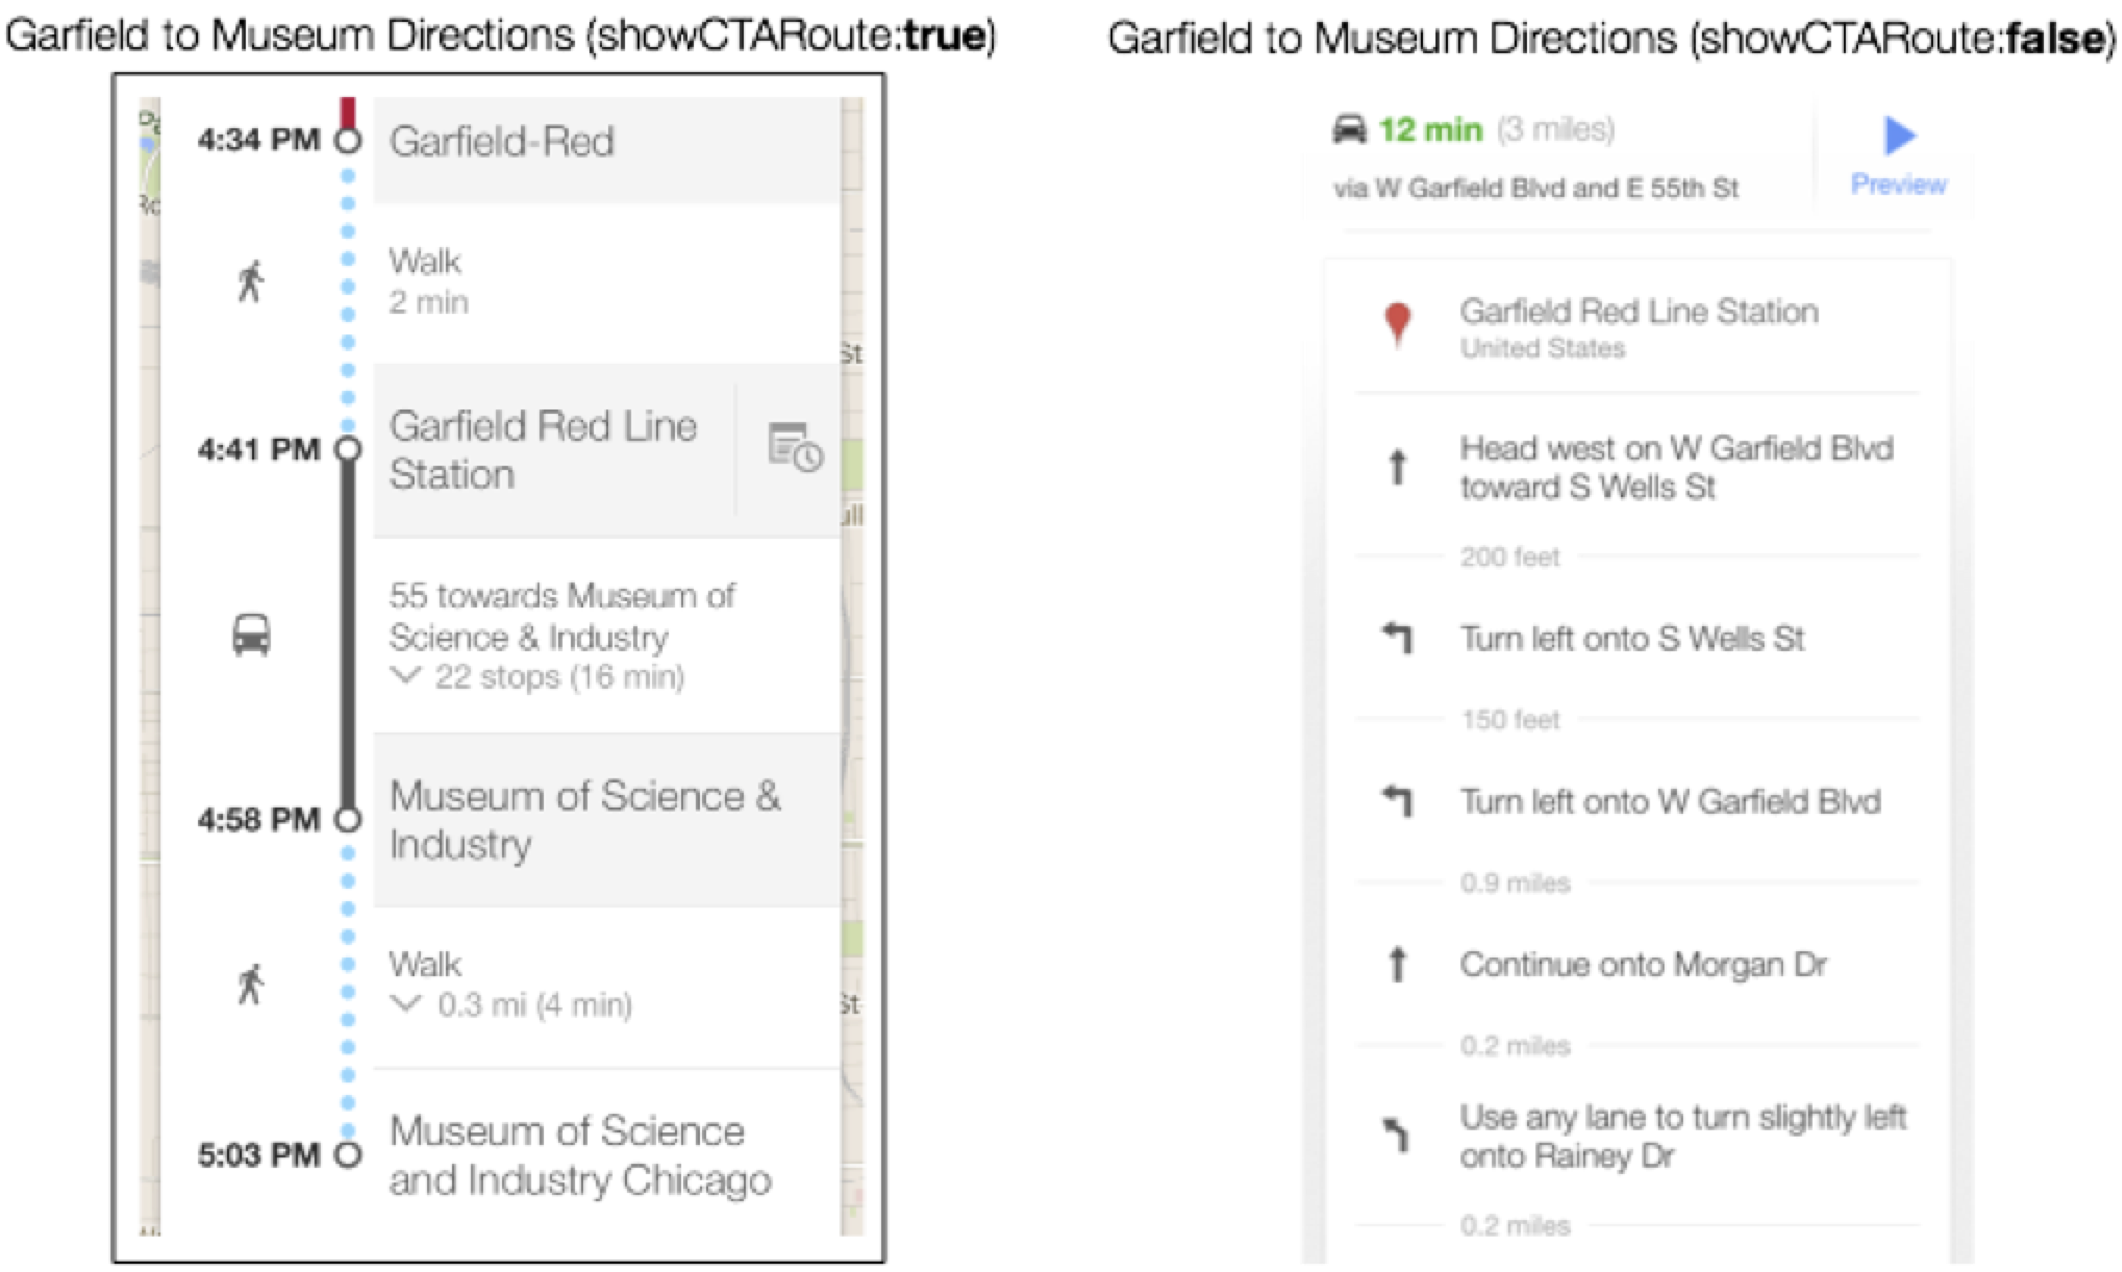 Garfield to Museum Directions (showCTARoute:true)
4:34 PM
Garfield-Red
Walk
2 min
4:41 PM
Garfield Red Line
Station
55 towards Museum of
Science & Industry
22 stops (16 min)
4:58 PM
Museum of Science &
Industry
Walk
0.3 mi (4 min)
5:03 PM
Museum of Science
and Industry Chicago
St
St
Garfield to Museum Directions (showCTARoute:false)
12 min (3 miles)
via W Garfield Blvd and E 55th St
Preview
Garfield Red Line Station
United States
Head west on W Garfield Blvd
toward S Wells St
200 feet
Turn left onto S Wells St
150 feet
Turn left onto W Garfield Blvd
0.9 miles
Continue onto Morgan Dr
0.2 miles
Use any lane to turn slightly left
onto Rainey Dr
0.2 miles